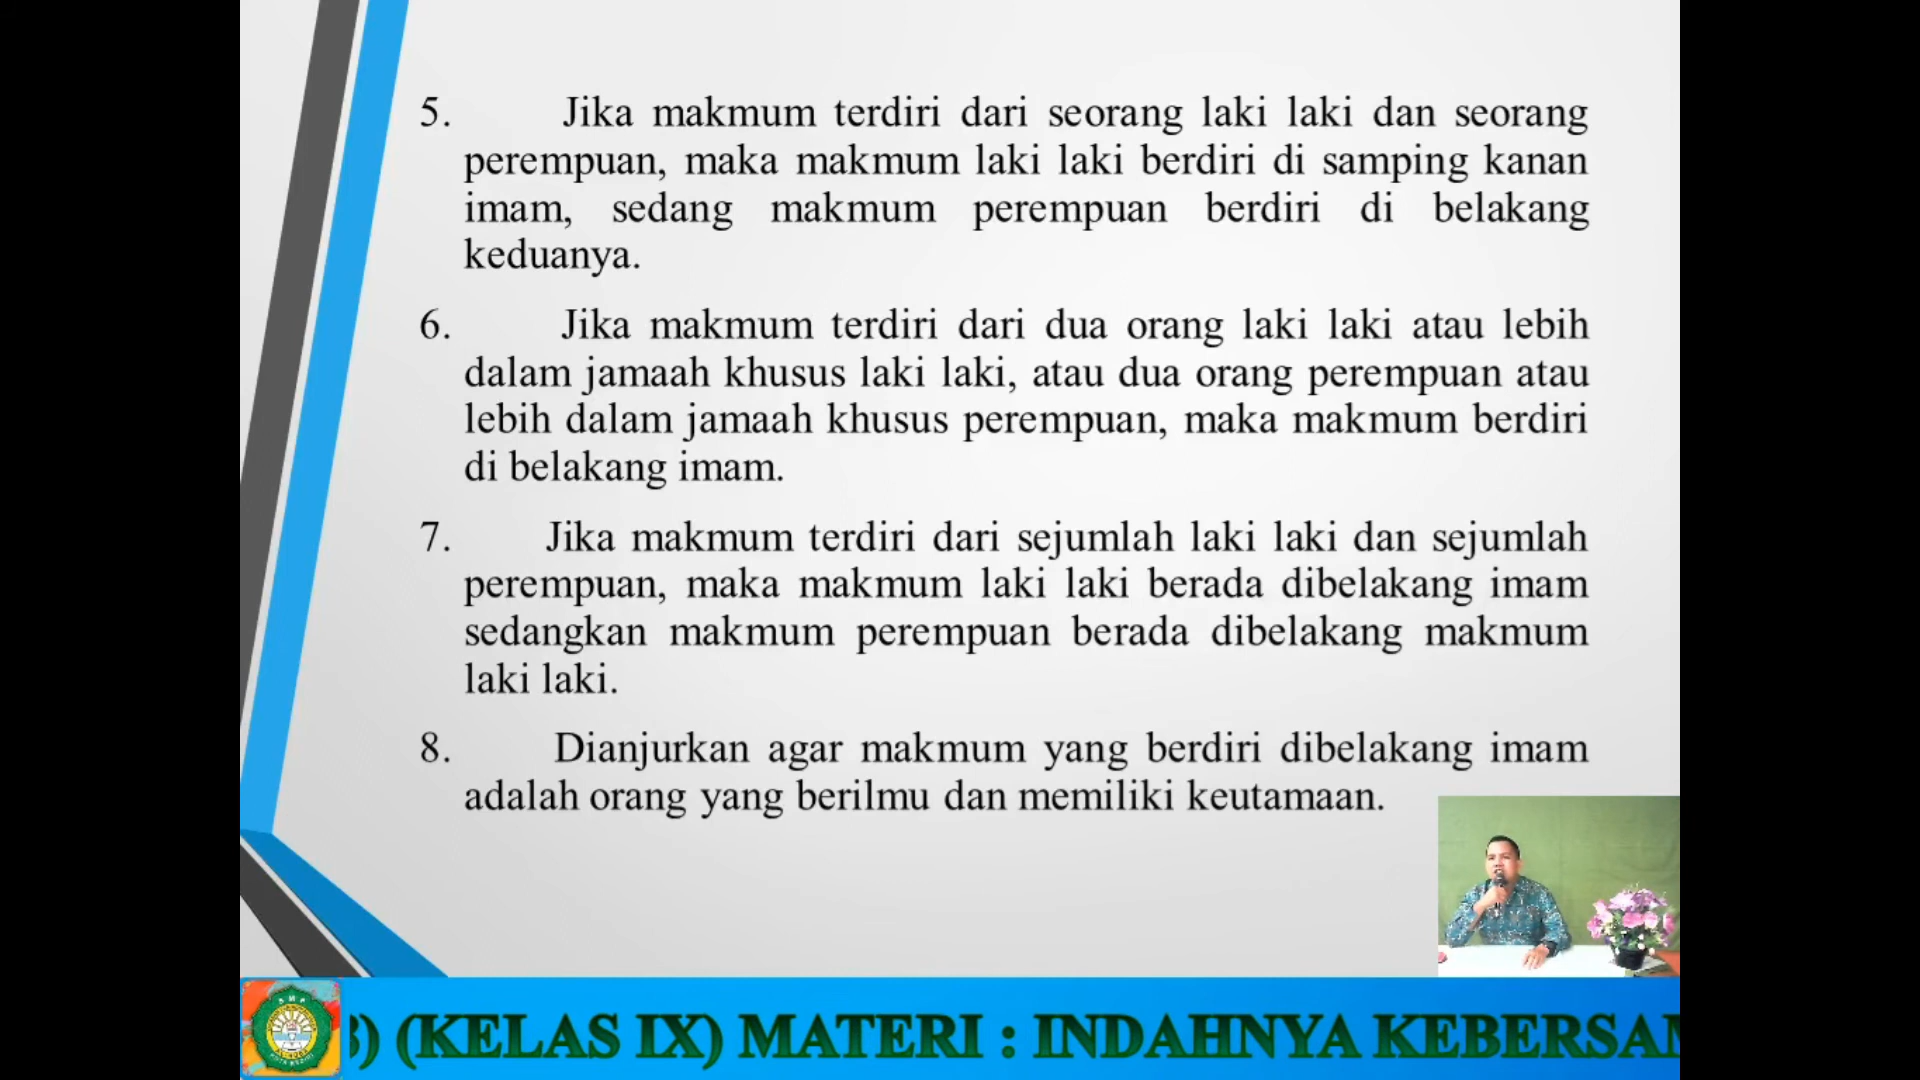 5. Jika makmum terdiri dari seorang laki laki dan seorang
perempuan, maka makmum laki laki berdiri di samping kanan
imam, sedang makmum perempuan berdiri di belakang
keduanya.
6. Jika makmum terdiri dari dua orang laki laki atau lebih
dalam jamaah khusus laki laki, atau dua orang perempuan atau
lebih dalam jamaah khusus perempuan, maka makmum berdiri
di belakang imam.
7. Jika makmum terdiri dari sejumlah laki laki dan sejumlah
perempuan, maka makmum laki laki berada dibelakang imam
sedangkan makmum perempuan berada dibelakang makmum
laki laki.
8. Dianjurkan agar makmum yang berdiri dibelakang imam
adalah orang yang berilmu dan memiliki keutamaan.
SMP
) (KELAS IX) MATERI : INDAHNYA